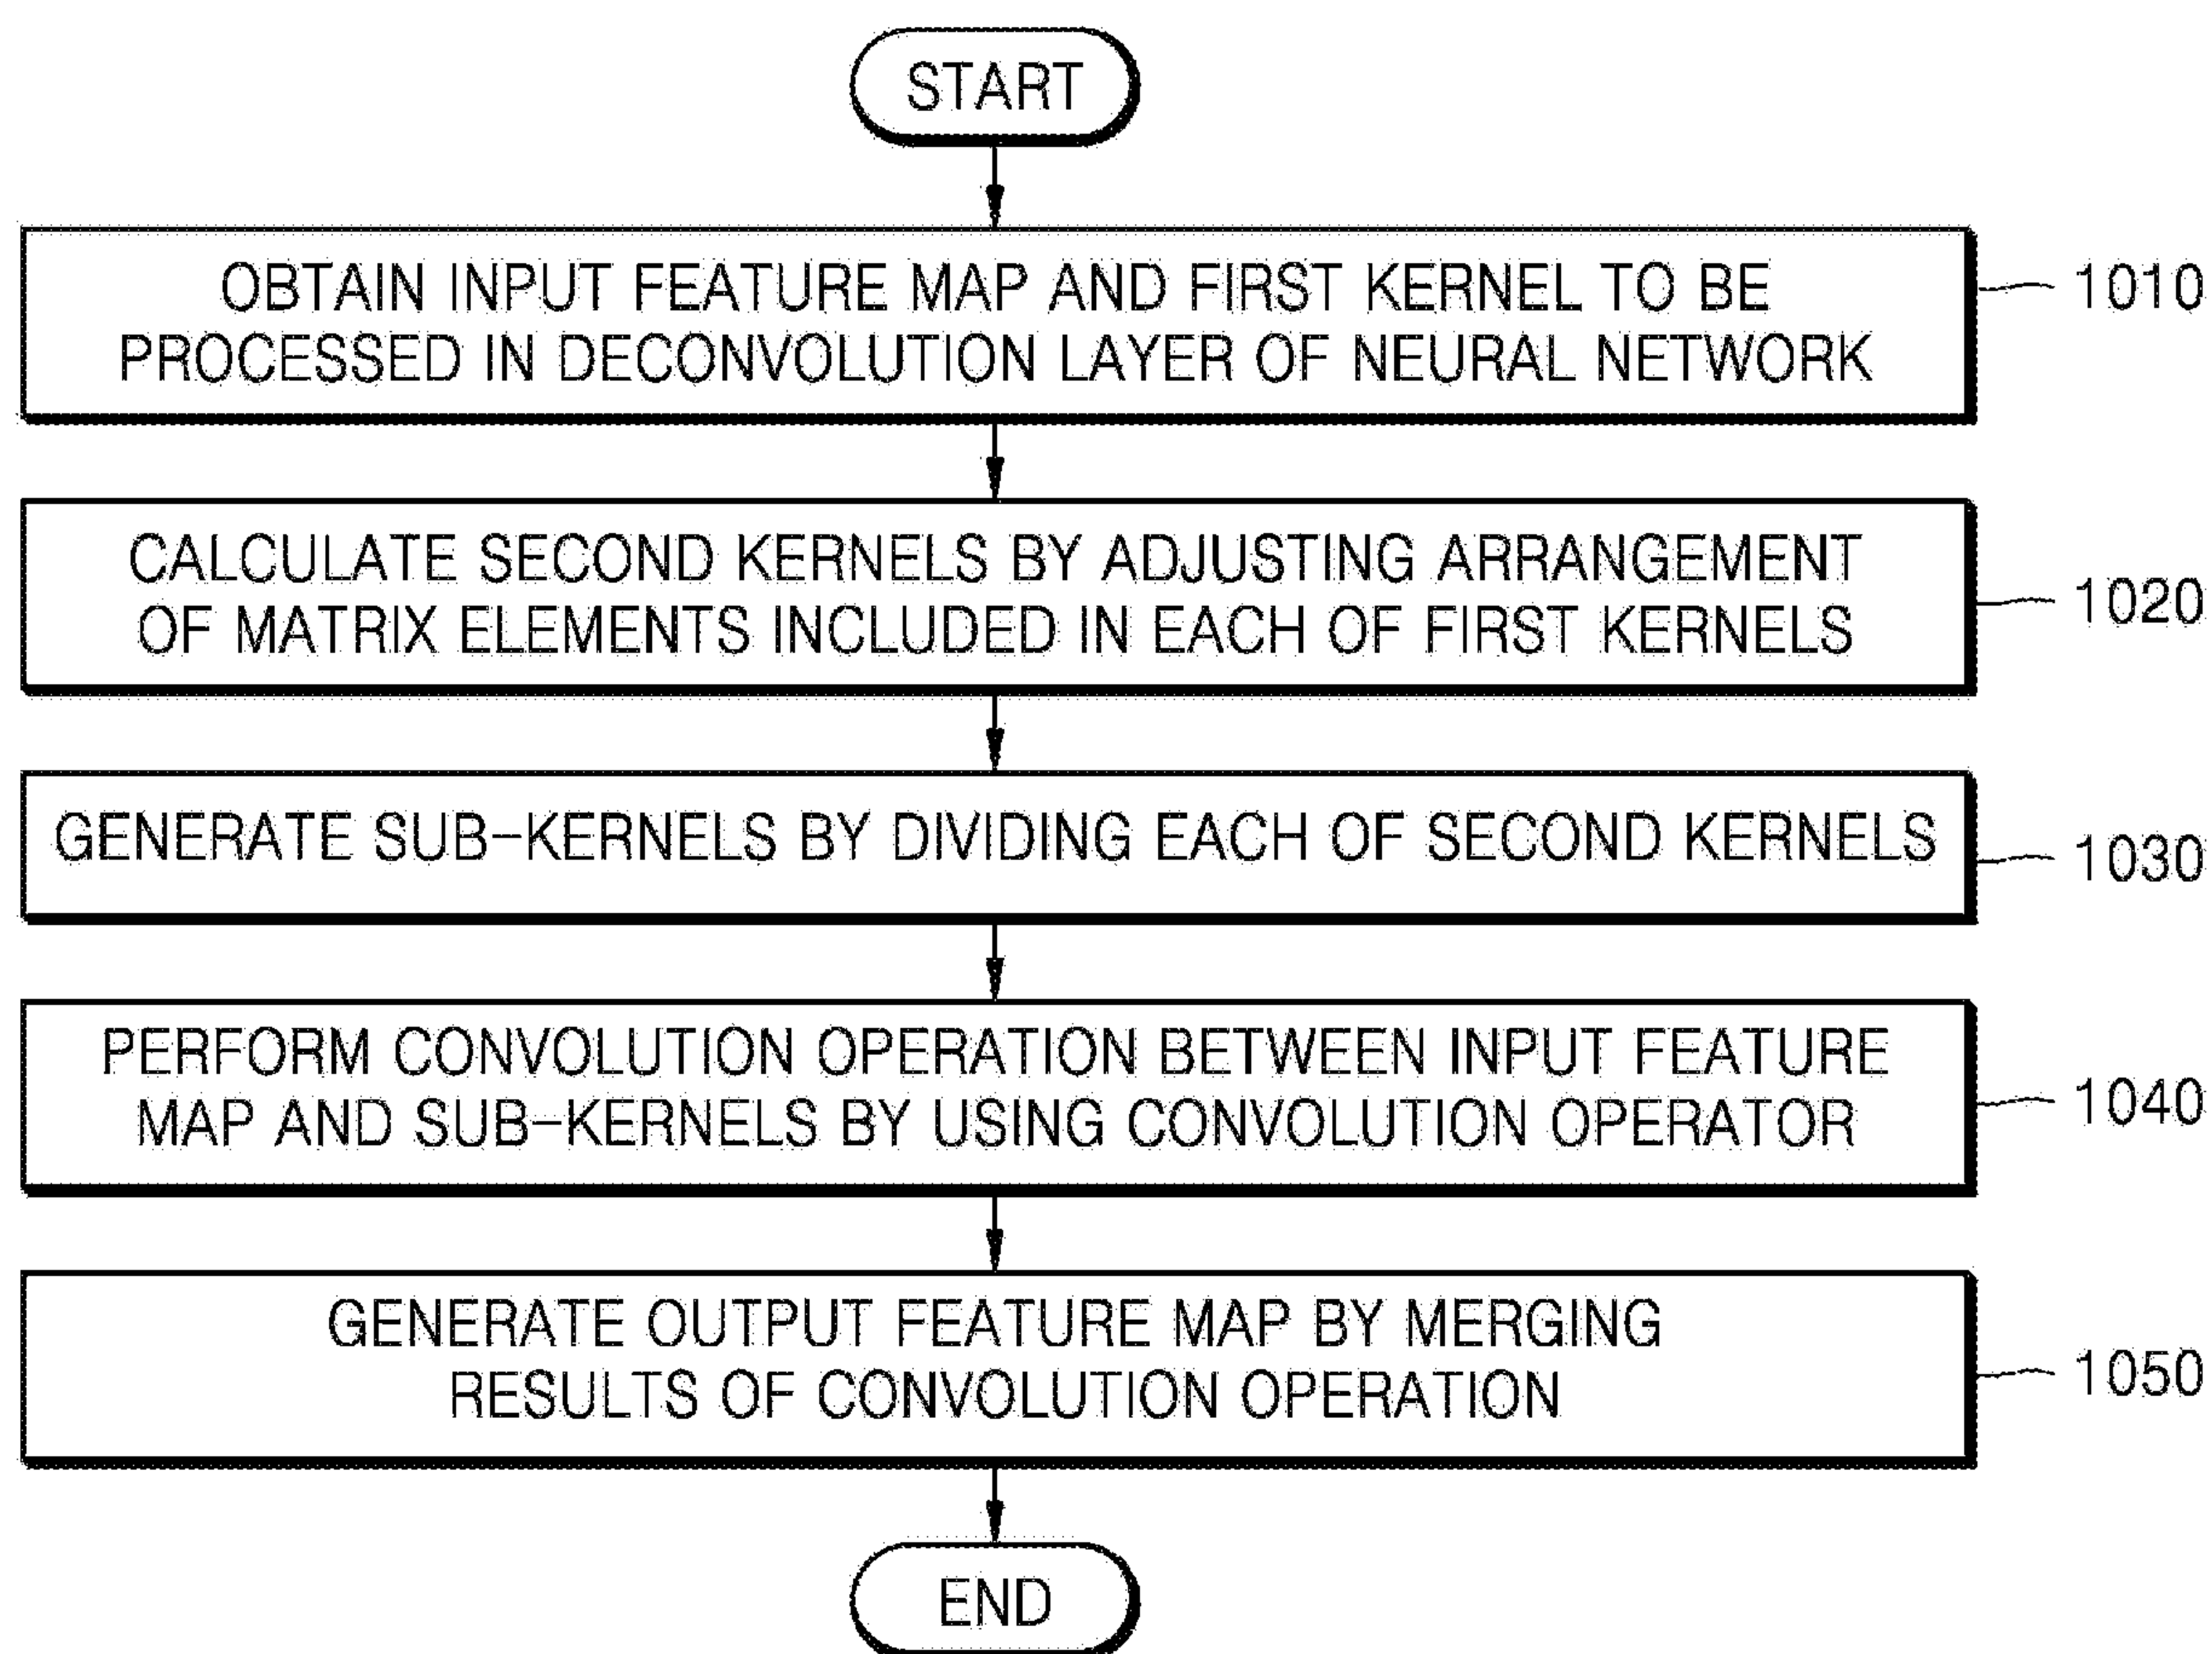 START
OBTAIN INPUT FEATURE MAP AND FIRST KERNEL TO BE
PROCESSED IN DECONVOLUTION LAYER OF NEURAL NETWORK
1010
CALCULATE SECOND KERNELS BY ADJUSTING ARRANGEMENT
OF MATRIX ELEMENTS INCLUDED IN EACH OF FIRST KERNELS
1020
GENERATE SUB-KERNELS BY DIVIDING EACH OF SECOND KERNELS
1030
PERFORM CONVOLUTION OPERATION BETWEEN INPUT FEATURE
MAP AND SUB-KERNELS BY USING CONVOLUTION OPERATOR
1040
GENERATE OUTPUT FEATURE MAP BY MERGING
RESULTS OF CONVOLUTION OPERATION
1050
END